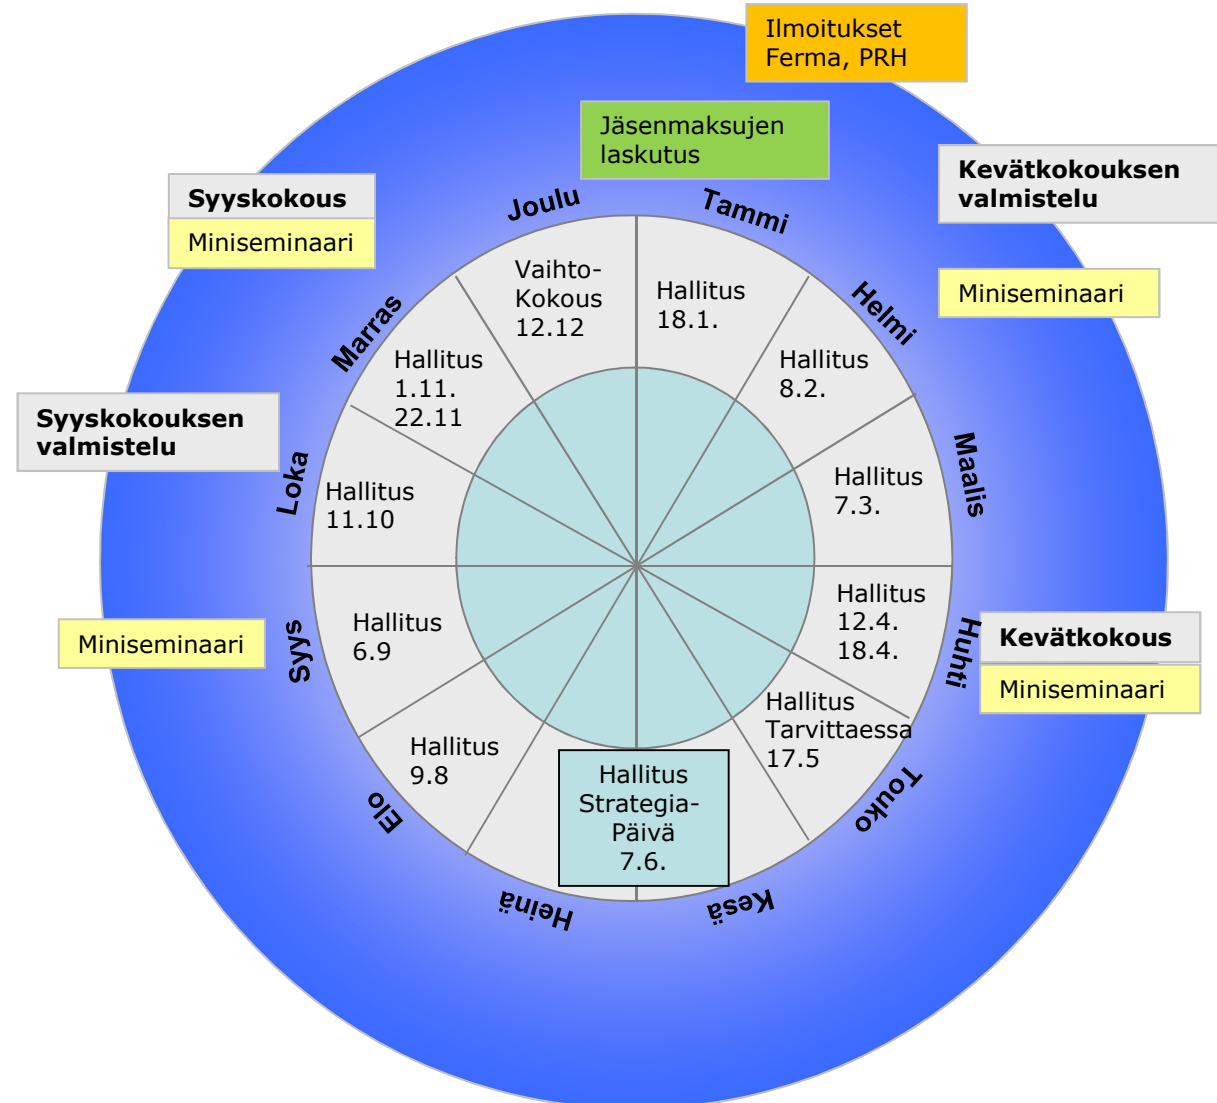 Ilmoitukset
Ferma, PRH
Jäsenmaksujen
laskutus
Kevätkokouksen
valmistelu
Syyskokous
Miniseminaari
Miniseminaari
Joulu
Tammi
Helmi
Marras
Vaihto-
Kokous
12.12
Hallitus
18.1.
Hallitus
1.11.
22.11
Hallitus
8.2.
Syyskokouksen
valmistelu
Loka
Maalis
Hallitus
11.10
Hallitus
7.3.
Miniseminaari
Syys
Hallitus
6.9
Hallitus
12.4.
18.4.
Huhti
Kevätkokous
Miniseminaari
Hallitus
Tarvittaessa
17.5
Hallitus
9.8
Elo
Touko
Hallitus
Strategia-
Päivä
7.6.
Heinä
Kesä